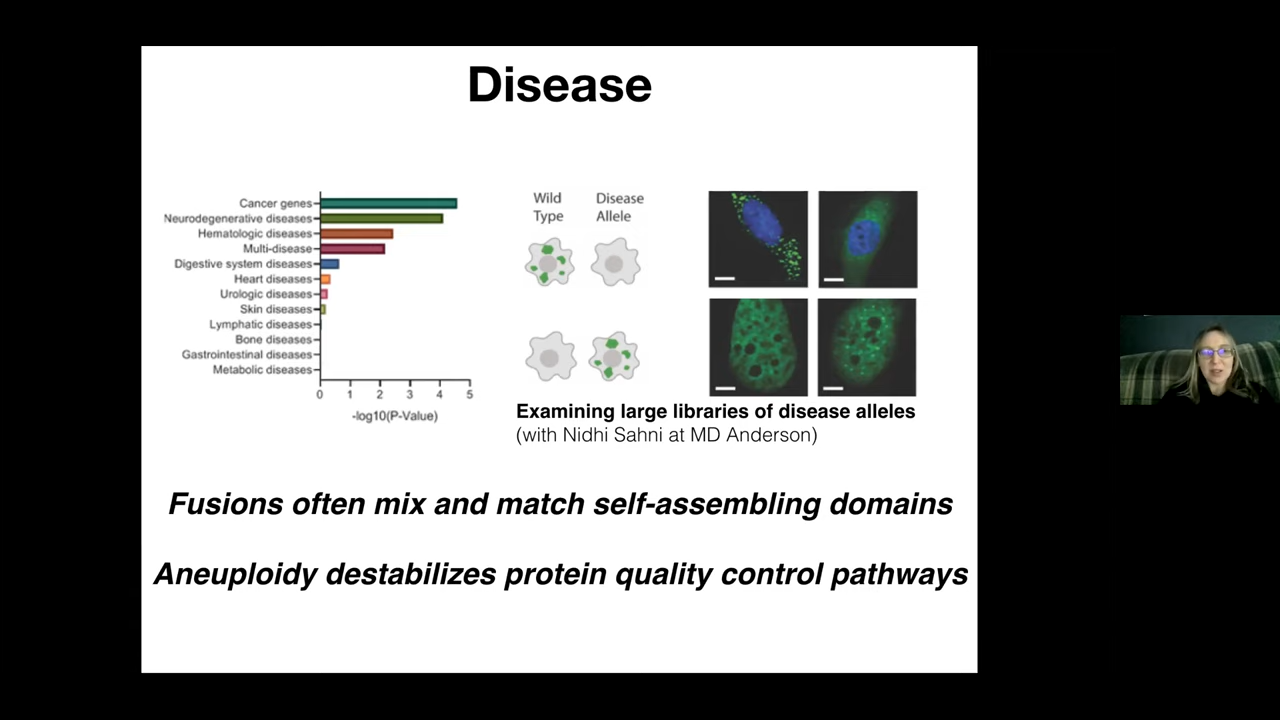 Disease
Cancer genes
Neurodegenerative diseases
Hematologic diseases
Multi-disease
Digestive system diseases
Heart diseases
Urologic diseases
Skin diseases
Lymphatic diseases
Bone diseases
Gastrointestinal diseases
Metabolic diseases
0 1 2 3 4 5
-log10(P-Value)
Wild Type
Disease Allele
Examining large libraries of disease alleles
(with Nidhi Sahni at MD Anderson)
Fusions often mix and match self-assembling domains
Aneuploidy destabilizes protein quality control pathways